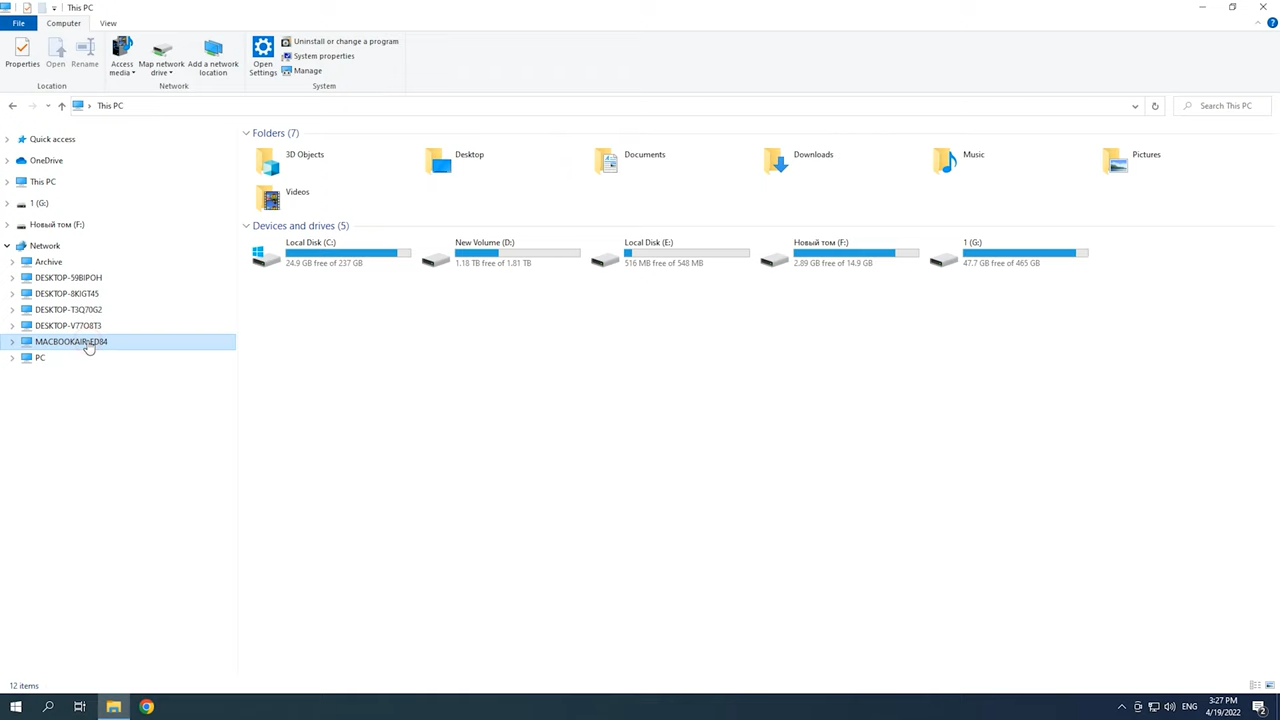 This PC
File
Computer
View
Properties
Open
Rename
Access media
Map network drive
Add a network location
Open Settings
Uninstall or change a program
System properties
Manage
Location
Network
System
This PC
Search This PC
Quick access
OneDrive
This PC
1 (G:)
Новый том (F:)
Network
Archive
DESKTOP-59BIPOH
DESKTOP-8KIGT45
DESKTOP-T3Q70G2
DESKTOP-V77O8T3
MACBOOKAIR-ED84
PC
Folders (7)
3D Objects
Desktop
Documents
Downloads
Music
Pictures
Videos
Devices and drives (5)
Local Disk (C:)
24.9 GB free of 237 GB
New Volume (D:)
1.18 TB free of 1.81 TB
Local Disk (E:)
516 MB free of 548 MB
Новый том (F:)
2.89 GB free of 14.9 GB
1 (G:)
47.7 GB free of 465 GB
12 items
ENG
3:27 PM
4/19/2022
2